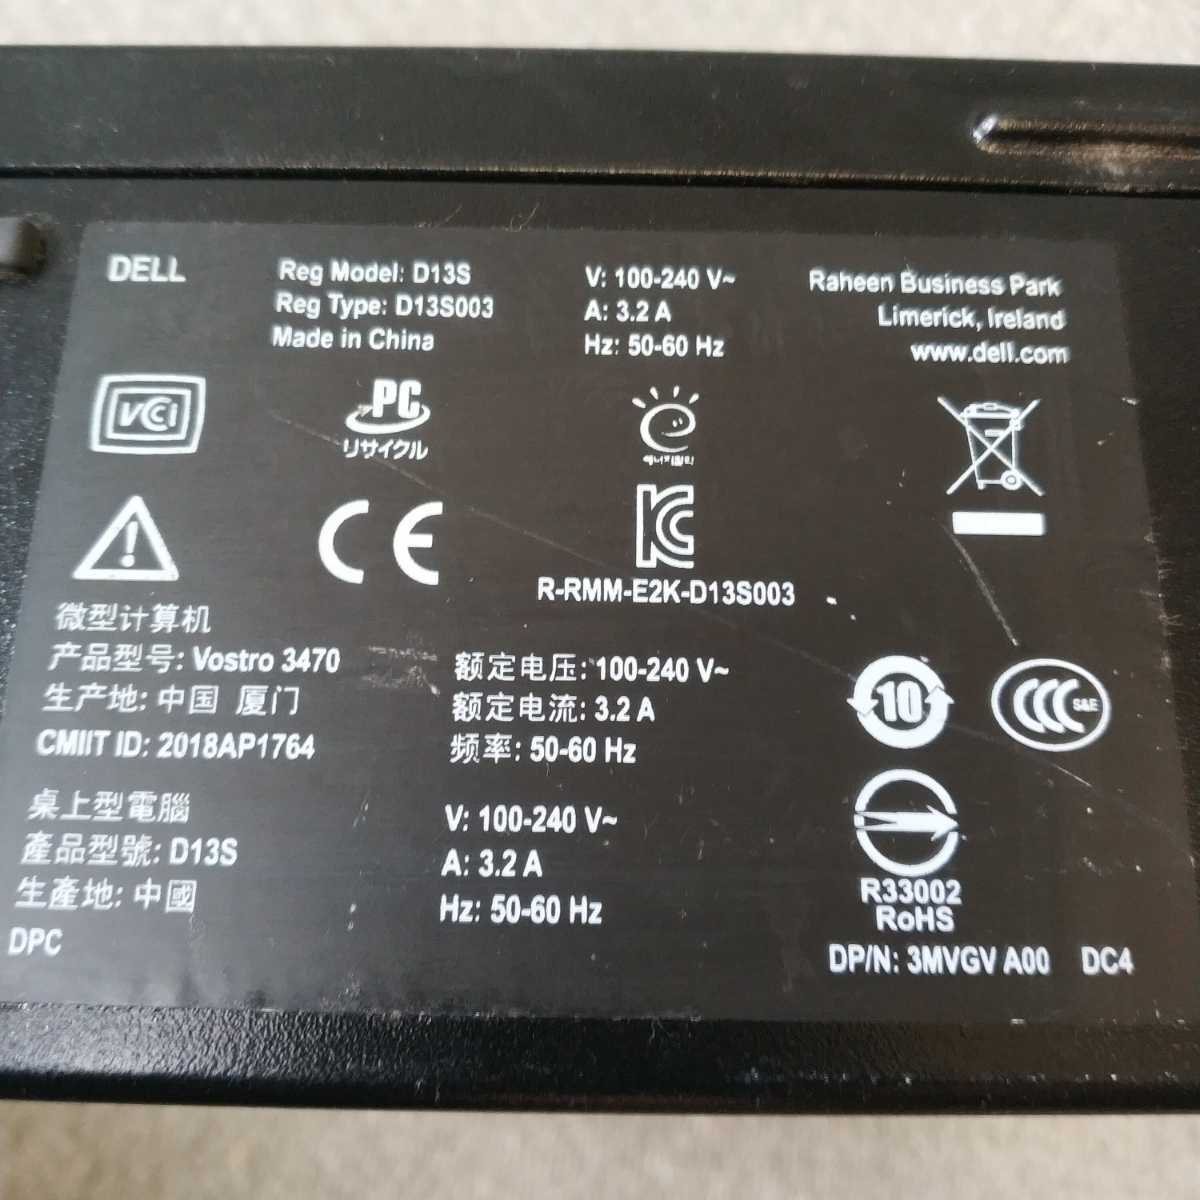 DELL
Reg Model: D13S
Reg Type: D13S003
Made in China
V: 100-240 V~
A: 3.2 A
Hz: 50-60 Hz
Raheen Business Park
Limerick, Ireland
www.dell.com
VCCI
PC
リサイクル
CE
KC
R-RMM-E2K-D13S003
微型计算机
产品型号: Vostro 3470
生产地: 中国 厦门
CMIIT ID: 2018AP1764
额定电压: 100-240 V~
额定电流: 3.2 A
频率: 50-60 Hz
10
CCC
S&E
桌上型電腦
產品型號: D13S
生產地: 中國
DPC
V: 100-240 V~
A: 3.2 A
Hz: 50-60 Hz
R33002
RoHS
DP/N: 3MVGV A00 DC4